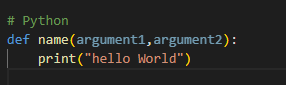 # Python
def name(argument1,argument2):
    print("hello World")